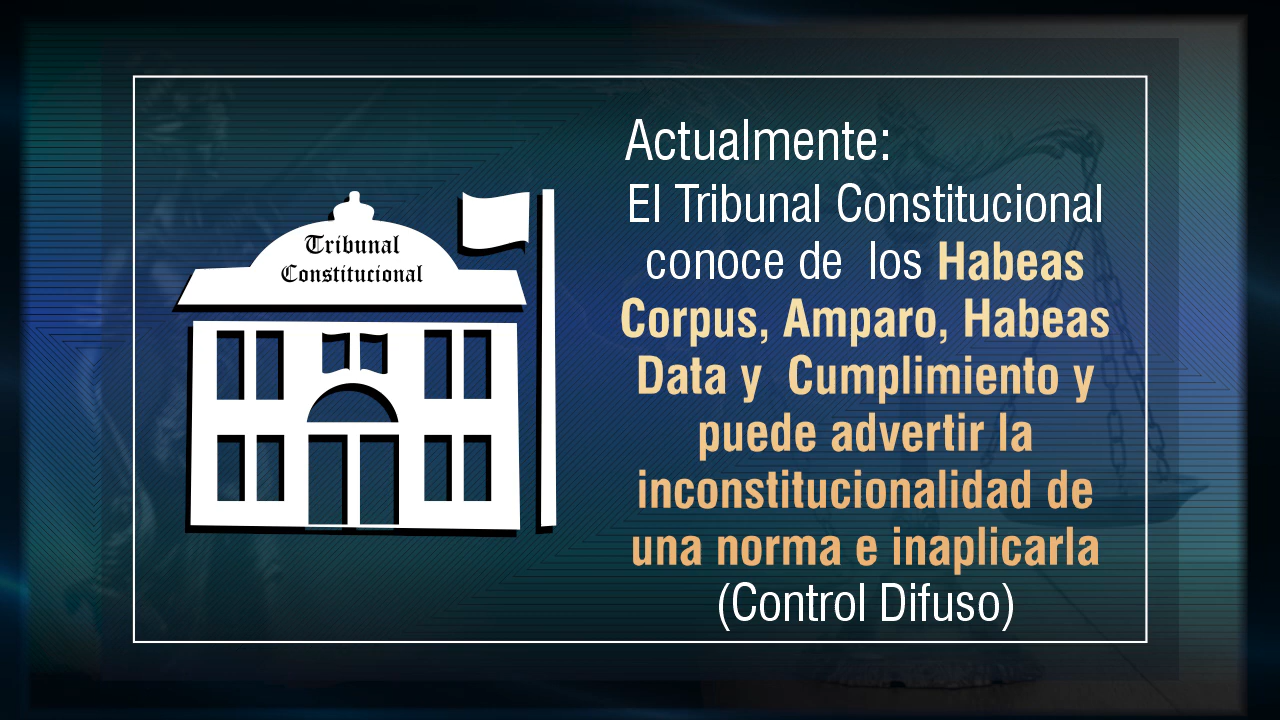 Tribunal
Constitucional
Actualmente:
El Tribunal Constitucional
conoce de los Habeas
Corpus, Amparo, Habeas
Data y Cumplimiento y
puede advertir la
inconstitucionalidad de
una norma e inaplicarla
(Control Difuso)